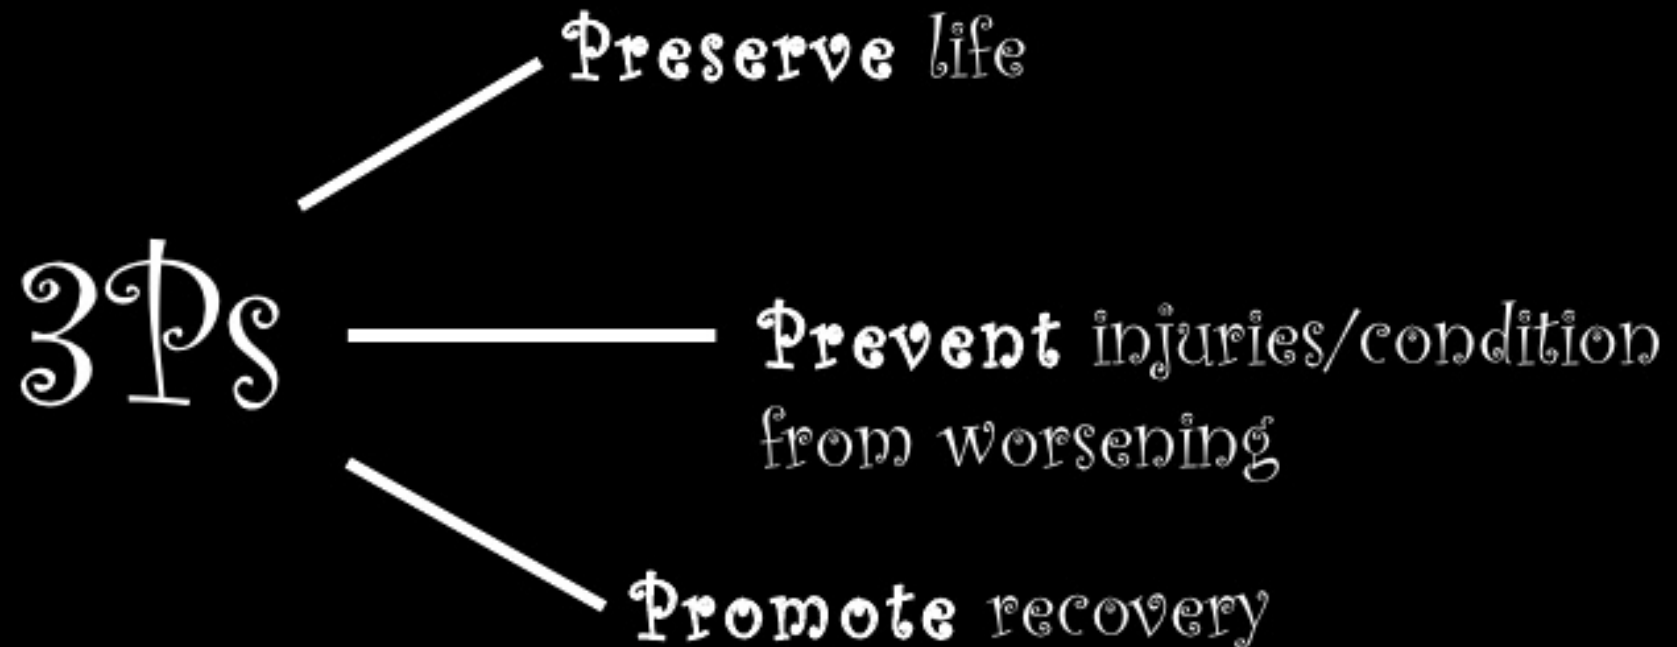 Preserve life
3Ps
Prevent injuries/condition
from worsening
Promote recovery